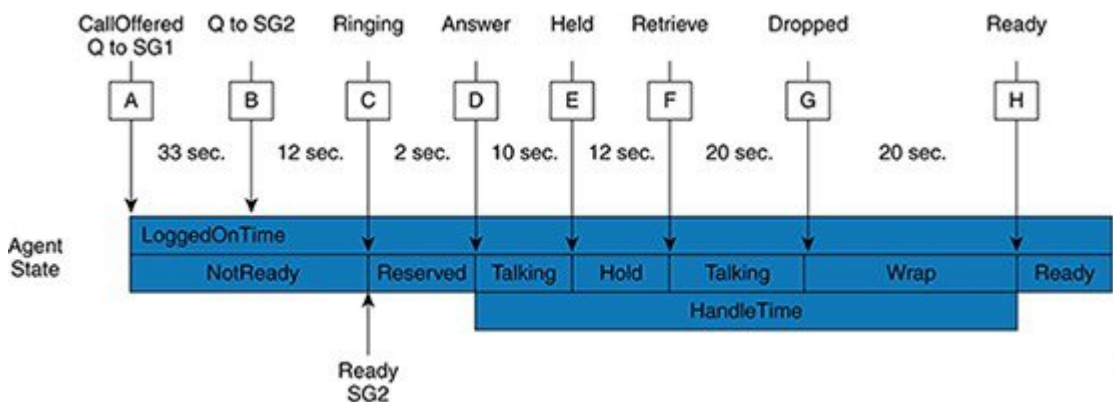 CallOffered
Q to SG1
Q to SG2
Ringing
Answer
Held
Retrieve
Dropped
Ready
A
B
C
D
E
F
G
H
33 sec.
12 sec.
2 sec.
10 sec.
12 sec.
20 sec.
20 sec.
Agent
State
LoggedOnTime
NotReady
Reserved
Talking
Hold
Talking
Wrap
Ready
HandleTime
Ready
SG2